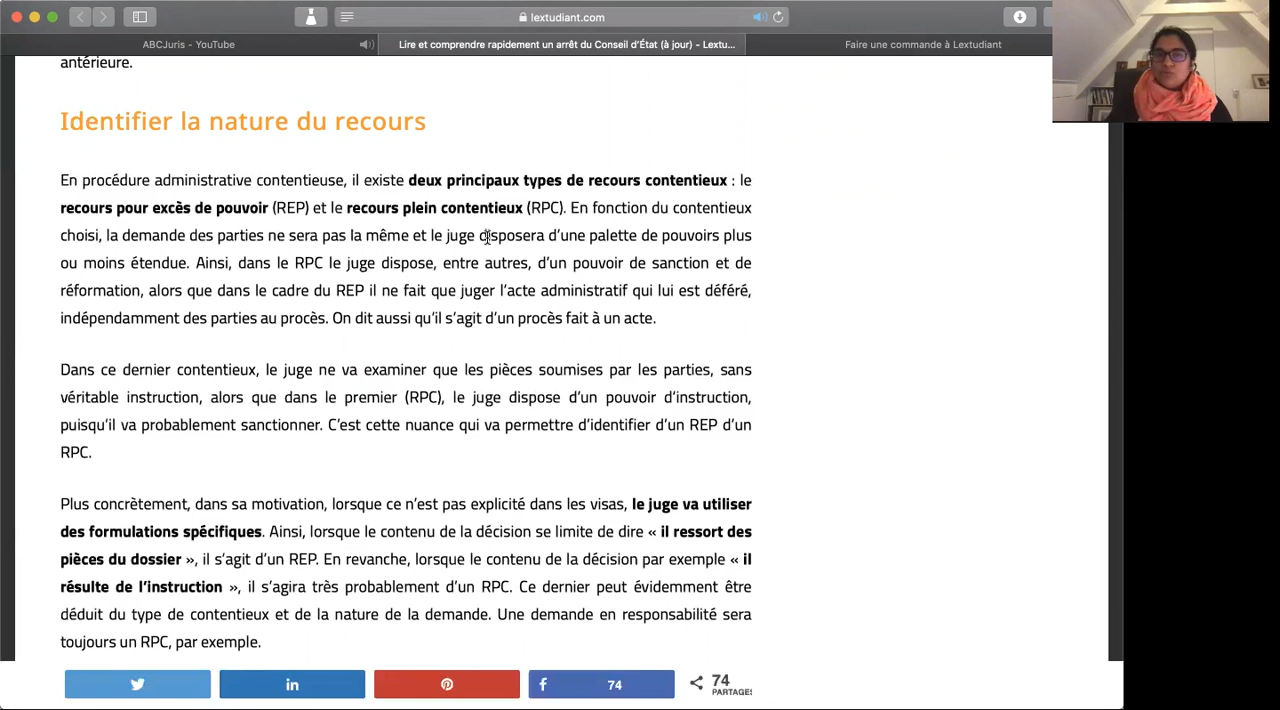 lextudiant.com
ABCJuris - YouTube
Lire et comprendre rapidement un arrêt du Conseil d'État (à jour) - Lextu...
Faire une commande à Lextudiant
antérieure.
Identifier la nature du recours
En procédure administrative contentieuse, il existe deux principaux types de recours contentieux : le
recours pour excès de pouvoir (REP) et le recours plein contentieux (RPC). En fonction du contentieux
choisi, la demande des parties ne sera pas la même et le juge disposera d'une palette de pouvoirs plus
ou moins étendue. Ainsi, dans le RPC le juge dispose, entre autres, d'un pouvoir de sanction et de
réformation, alors que dans le cadre du REP il ne fait que juger l'acte administratif qui lui est déféré,
indépendamment des parties au procès. On dit aussi qu'il s'agit d'un procès fait à un acte.
Dans ce dernier contentieux, le juge ne va examiner que les pièces soumises par les parties, sans
véritable instruction, alors que dans le premier (RPC), le juge dispose d'un pouvoir d'instruction,
puisqu'il va probablement sanctionner. C'est cette nuance qui va permettre d'identifier d'un REP d'un
RPC.
Plus concrètement, dans sa motivation, lorsque ce n'est pas explicité dans les visas, le juge va utiliser
des formulations spécifiques. Ainsi, lorsque le contenu de la décision se limite de dire « il ressort des
pièces du dossier », il s'agit d'un REP. En revanche, lorsque le contenu de la décision par exemple « il
résulte de l'instruction », il s'agira très probablement d'un RPC. Ce dernier peut évidemment être
déduit du type de contentieux et de la nature de la demande. Une demande en responsabilité sera
toujours un RPC, par exemple.
74
74
PARTAGES